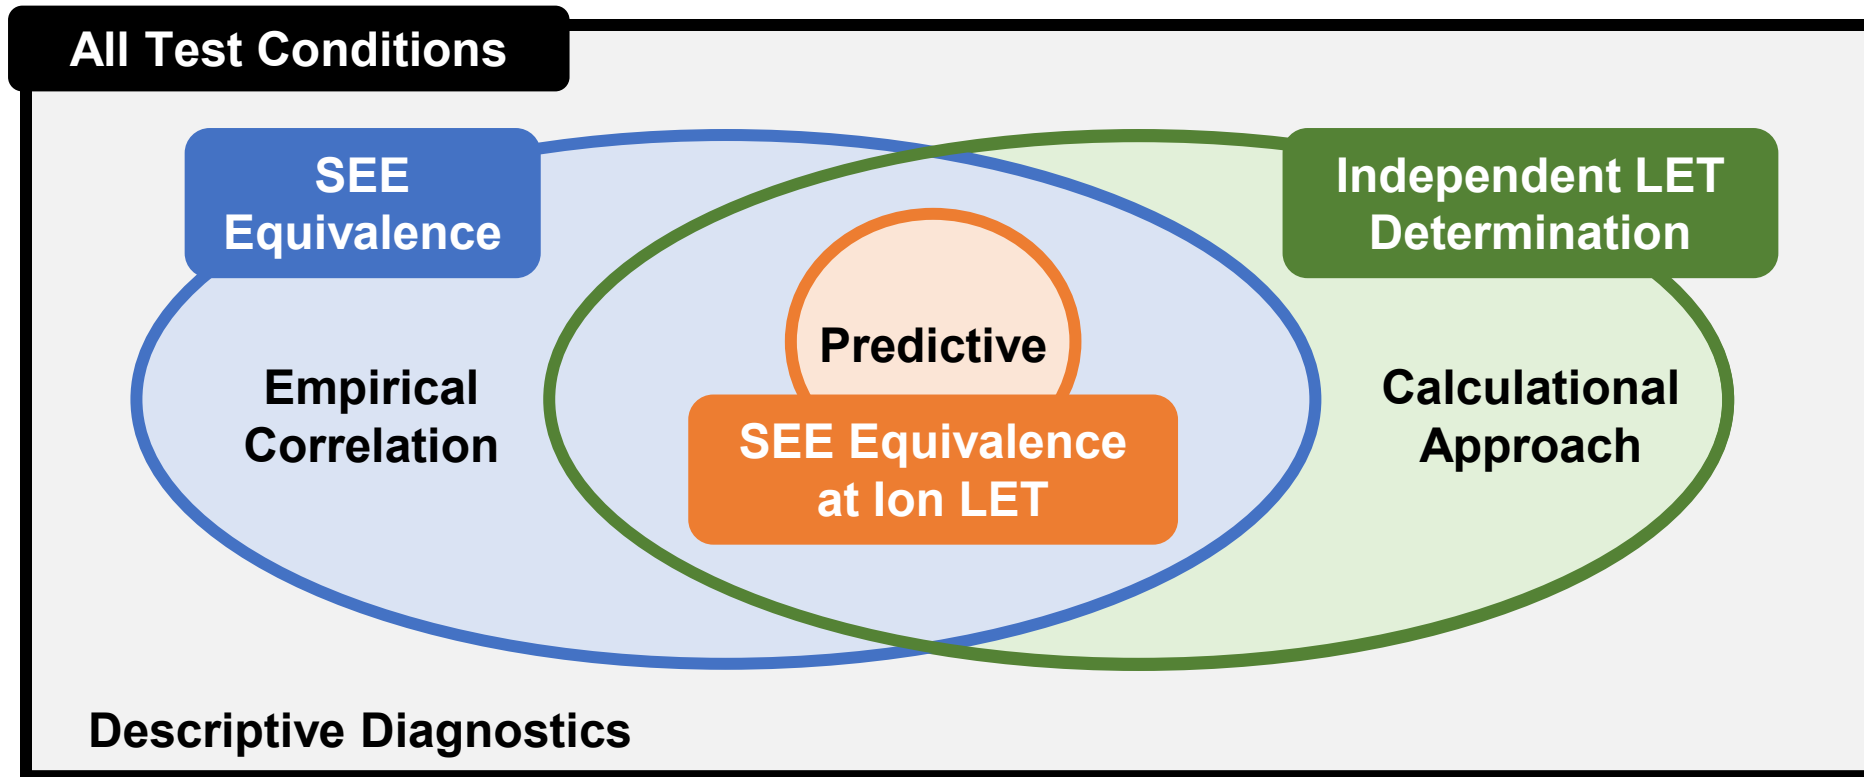 All Test Conditions
SEE
Equivalence
Independent LET
Determination
Predictive
Empirical
Correlation
SEE Equivalence
at Ion LET
Calculational
Approach
Descriptive Diagnostics